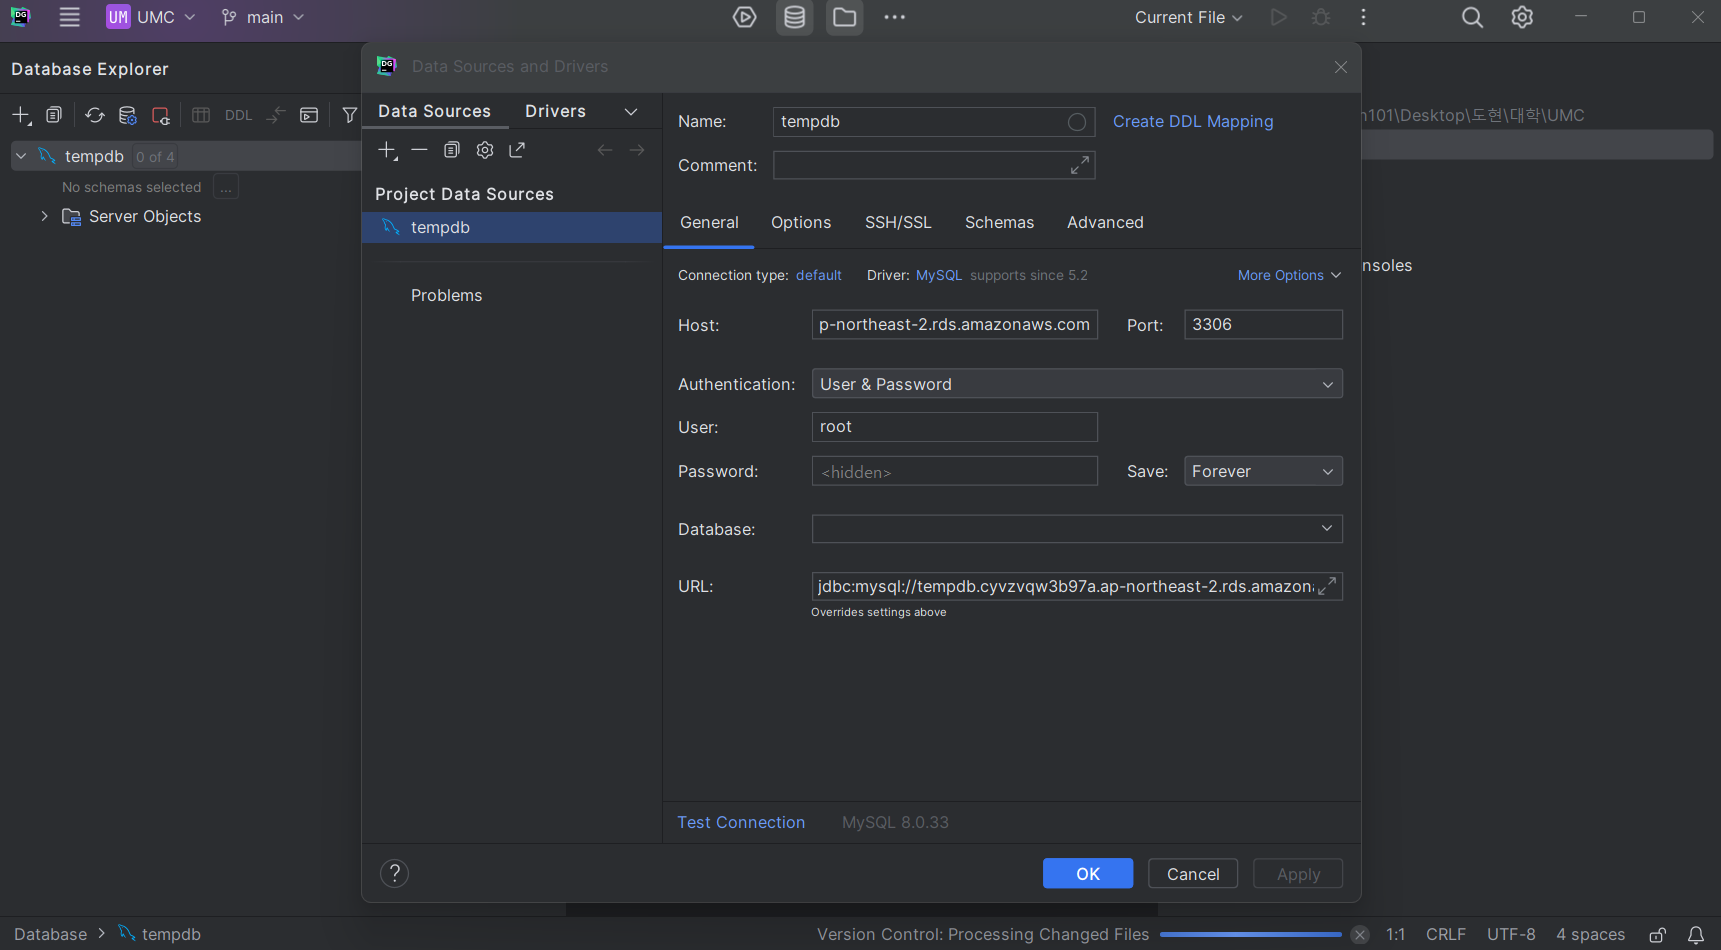 UM UMC main Current File
Database Explorer
DDL
tempdb 0 of 4
No schemas selected ...
Server Objects
Data Sources and Drivers
Data Sources Drivers
Project Data Sources
tempdb
Problems
Name: tempdb Create DDL Mapping
Comment:
General Options SSH/SSL Schemas Advanced
Connection type: default Driver: MySQL supports since 5.2 More Options
Host: p-northeast-2.rds.amazonaws.com Port: 3306
Authentication: User & Password
User: root
Password: <hidden> Save: Forever
Database:
URL: jdbc:mysql://tempdb.cyvzvqw3b97a.ap-northeast-2.rds.amazon
Overrides settings above
Test Connection MySQL 8.0.33
? OK Cancel Apply
n101\Desktop\도현\대학\UMC
nsoles
Database > tempdb Version Control: Processing Changed Files 1:1 CRLF UTF-8 4 spaces